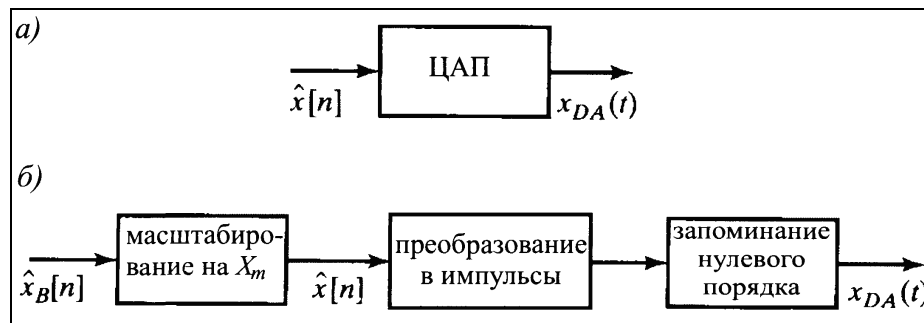 а)
ЦАП
x̂[n]
x_DA(t)
б)
масштабиро-
вание на X_m
преобразование
в импульсы
запоминание
нулевого
порядка
x̂_B[n]
x̂[n]
x_DA(t)